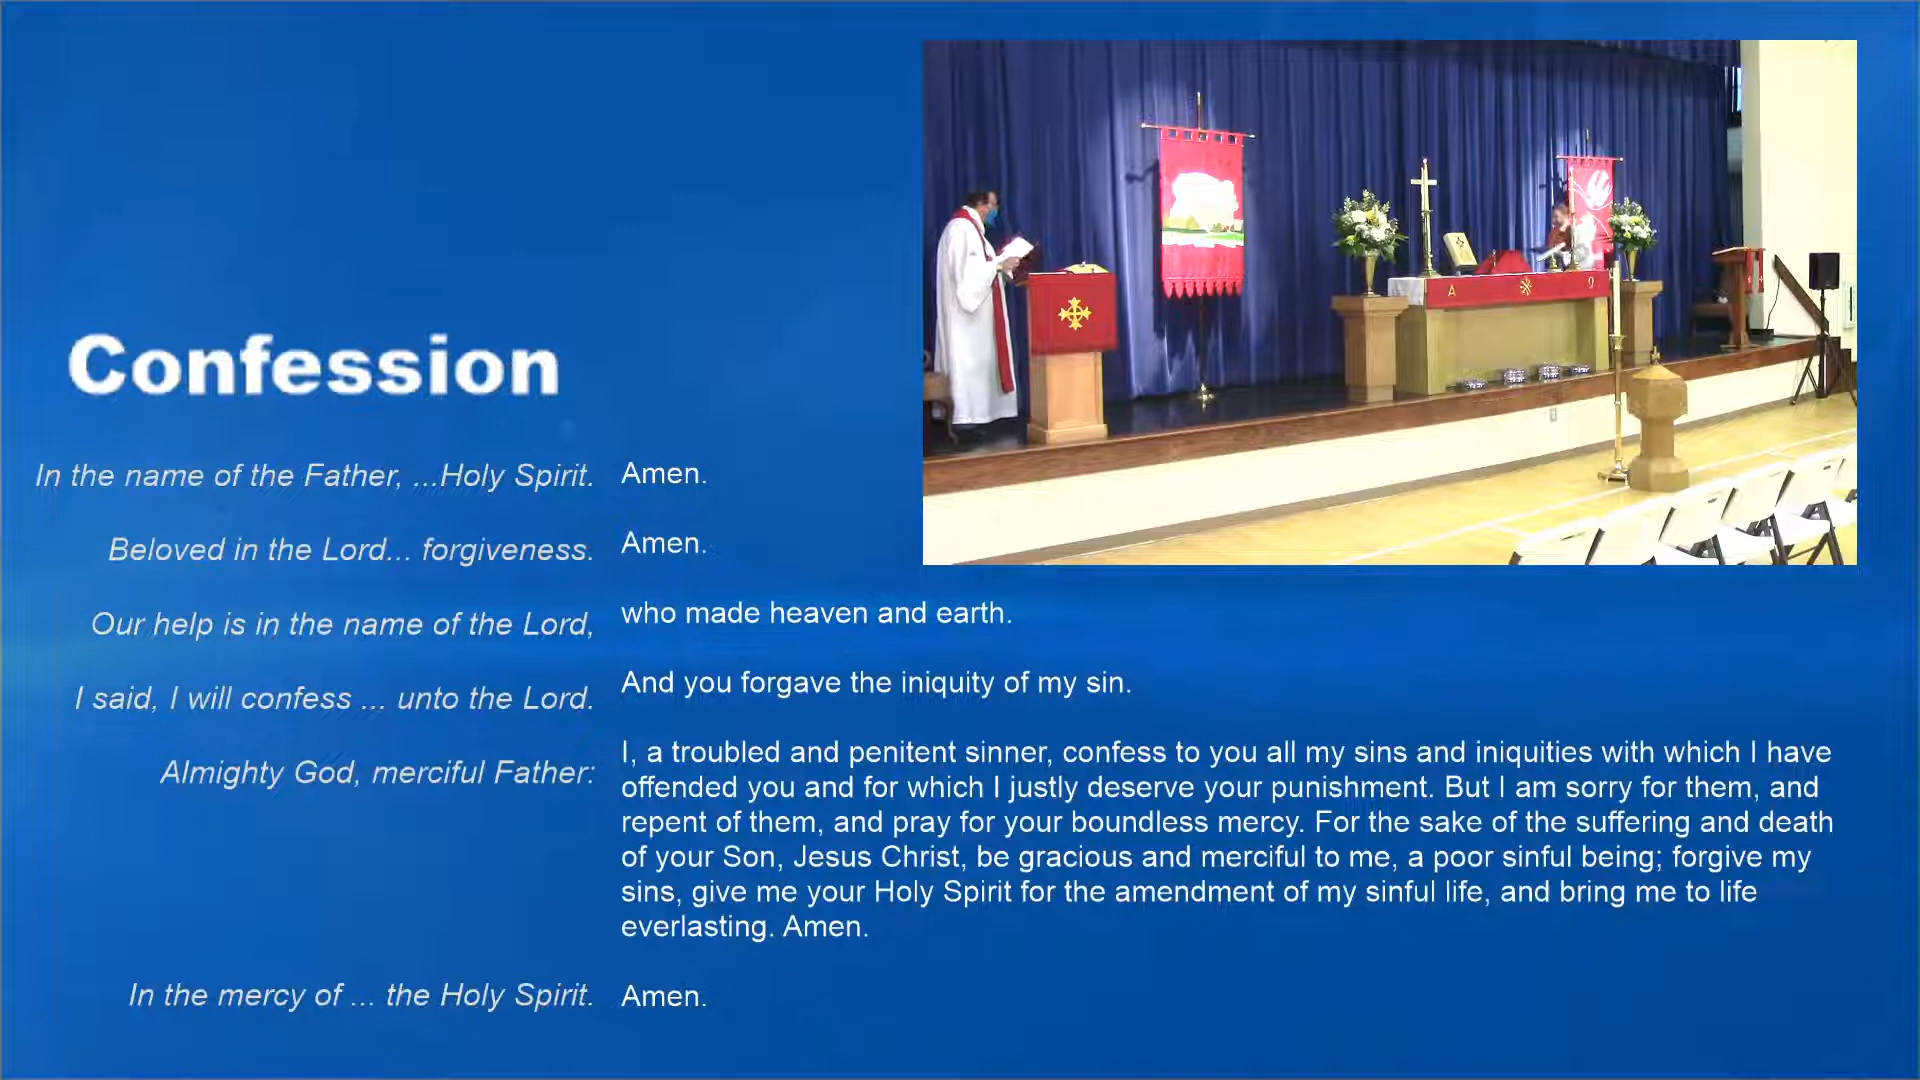 Confession
In the name of the Father, ...Holy Spirit. Amen.
Beloved in the Lord... forgiveness. Amen.
Our help is in the name of the Lord, who made heaven and earth.
I said, I will confess ... unto the Lord. And you forgave the iniquity of my sin.
Almighty God, merciful Father: I, a troubled and penitent sinner, confess to you all my sins and iniquities with which I have
offended you and for which I justly deserve your punishment. But I am sorry for them, and
repent of them, and pray for your boundless mercy. For the sake of the suffering and death
of your Son, Jesus Christ, be gracious and merciful to me, a poor sinful being; forgive my
sins, give me your Holy Spirit for the amendment of my sinful life, and bring me to life
everlasting. Amen.
In the mercy of ... the Holy Spirit. Amen.